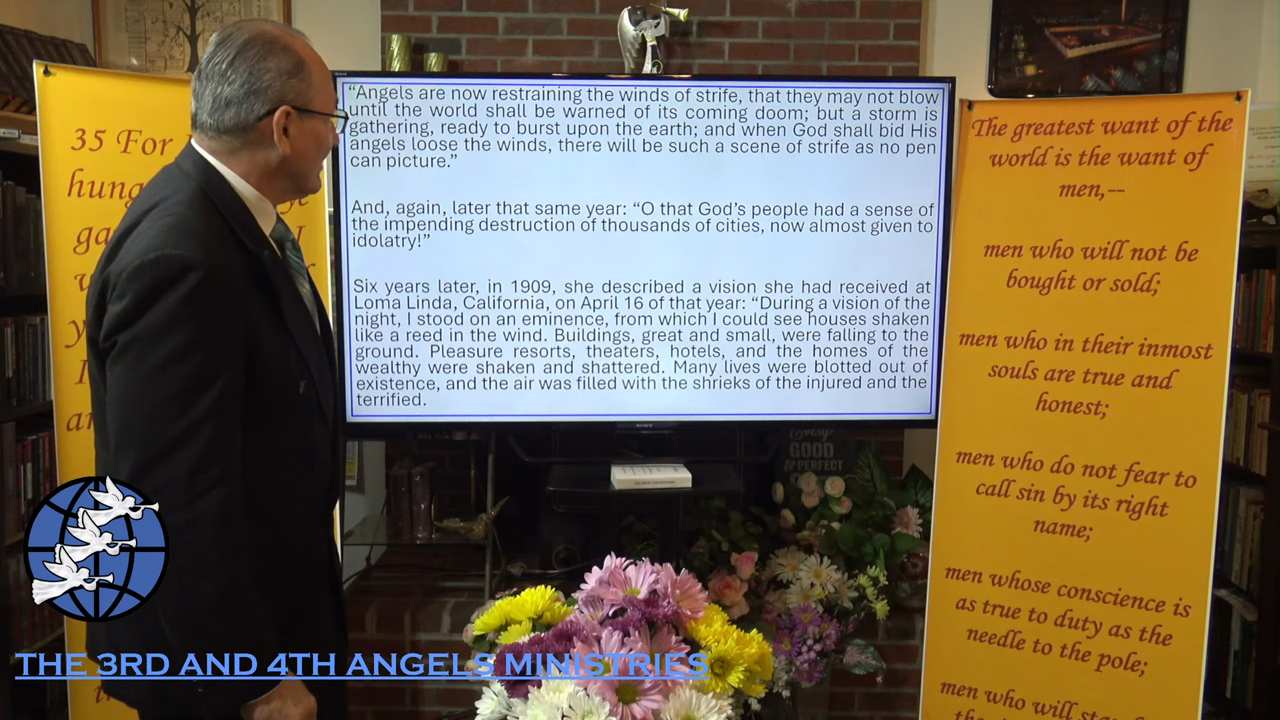 35 For
hung
ga
"Angels are now restraining the winds of strife, that they may not blow
until the world shall be warned of its coming doom; but a storm is
gathering, ready to burst upon the earth; and when God shall bid His
angels loose the winds, there will be such a scene of strife as no pen
can picture."
And, again, later that same year: "O that God's people had a sense of
the impending destruction of thousands of cities, now almost given to
idolatry!"
Six years later, in 1909, she described a vision she had received at
Loma Linda, California, on April 16 of that year: "During a vision of the
night, I stood on an eminence, from which I could see houses shaken
like a reed in the wind. Buildings, great and small, were falling to the
ground. Pleasure resorts, theaters, hotels, and the homes of the
wealthy were shaken and shattered. Many lives were blotted out of
existence, and the air was filled with the shrieks of the injured and the
terrified.
The greatest want of the
world is the want of
men,--
men who will not be
bought or sold;
men who in their inmost
souls are true and
honest;
men who do not fear to
call sin by its right
name;
men whose conscience is
as true to duty as the
needle to the pole;
men who will
Every
GOOD
& PERFECT
THE 3RD AND 4TH ANGELS MINISTRIES